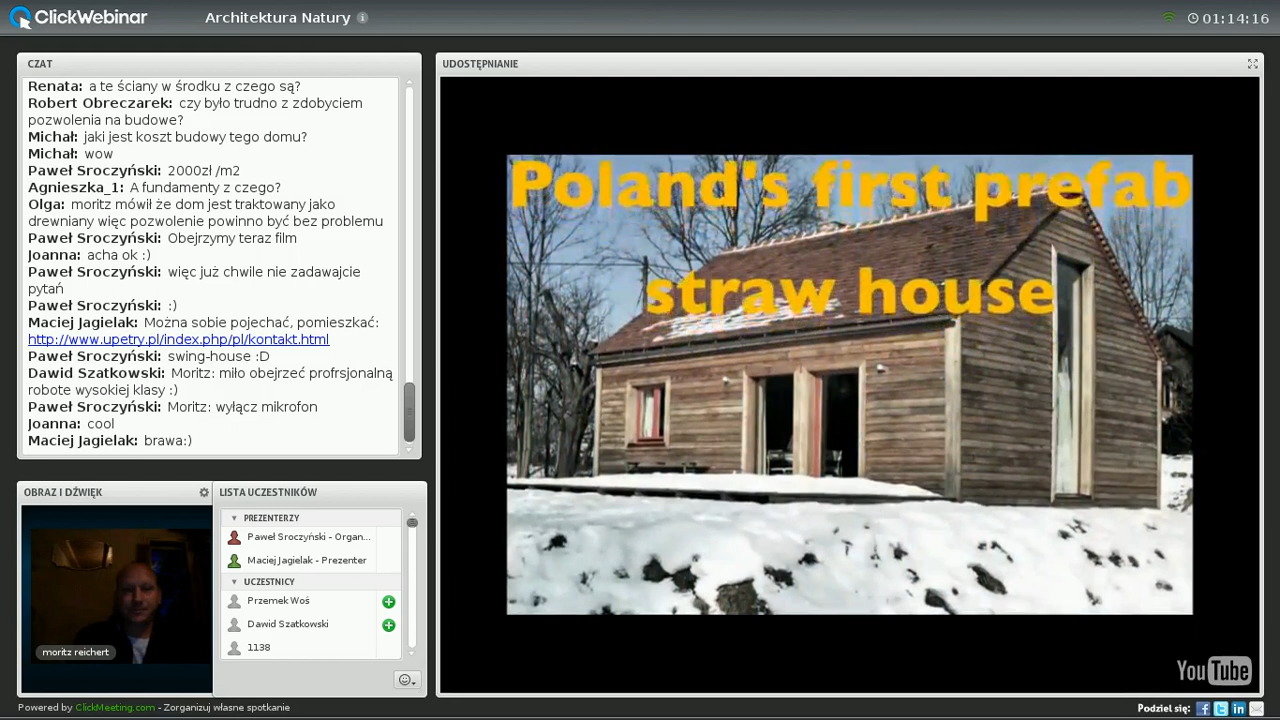 ClickWebinar
Architektura Natury
01:14:16
CZAT
Renata: a te ściany w środku z czego są?
Robert Obreczarek: czy było trudno z zdobyciem
pozwolenia na budowe?
Michał: jaki jest koszt budowy tego domu?
Michał: wow
Paweł Sroczyński: 2000zł /m2
Agnieszka_1: A fundamenty z czego?
Olga: moritz mówił że dom jest traktowany jako
drewniany więc pozwolenie powinno być bez problemu
Paweł Sroczyński: Obejrzymy teraz film
Joanna: acha ok :)
Paweł Sroczyński: więc już chwile nie zadawajcie
pytań
Paweł Sroczyński: :)
Maciej Jagielak: Można sobie pojechać, pomieszkać:
http://www.upetry.pl/index.php/pl/kontakt.html
Paweł Sroczyński: swing-house :D
Dawid Szatkowski: Moritz: miło obejrzeć profrsjonalną
robote wysokiej klasy :)
Paweł Sroczyński: Moritz: wyłącz mikrofon
Joanna: cool
Maciej Jagielak: brawa:)
OBRAZ I DŹWIĘK
moritz reichert
LISTA UCZESTNIKÓW
PREZENTERZY
Paweł Sroczyński - Organ...
Maciej Jagielak - Prezenter
UCZESTNICY
Przemek Woś
Dawid Szatkowski
1138
UDOSTĘPNIANIE
Poland's first prefab
straw house
YouTube
Powered by ClickMeeting.com - Zorganizuj własne spotkanie
Podziel się: